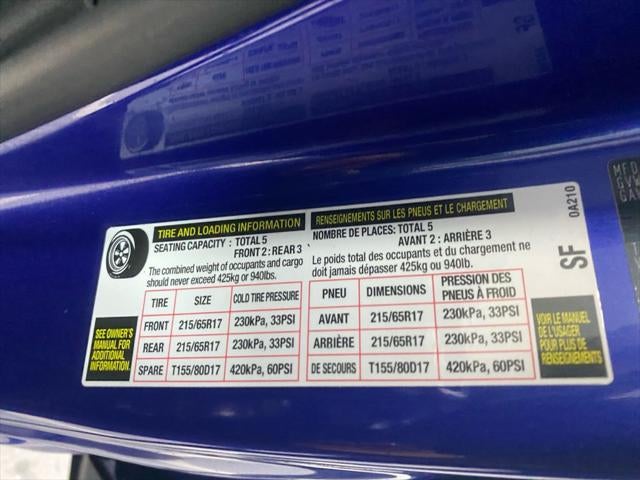 TIRE AND LOADING INFORMATION
SEATING CAPACITY : TOTAL 5
FRONT 2 : REAR 3
The combined weight of occupants and cargo
should never exceed 425kg or 940lbs.
TIRE SIZE COLD TIRE PRESSURE
FRONT 215/65R17 230kPa, 33PSI
REAR 215/65R17 230kPa, 33PSI
SPARE T155/80D17 420kPa, 60PSI
SEE OWNER'S
MANUAL FOR
ADDITIONAL
INFORMATION.
RENSEIGNEMENTS SUR LES PNEUS ET LE CHARGEMENT
NOMBRE DE PLACES: TOTAL 5
AVANT 2 : ARRIÈRE 3
Le poids total des occupants et du chargement ne
doit jamais dépasser 425kg ou 940lb.
PNEU DIMENSIONS PRESSION DES
PNEUS À FROID
AVANT 215/65R17 230kPa, 33PSI
ARRIÈRE 215/65R17 230kPa, 33PSI
DE SECOURS T155/80D17 420kPa, 60PSI
VOIR LE MANUEL
DE L'USAGER
POUR PLUS DE
RENSEIGNEMENTS
SF
0A210
MFD